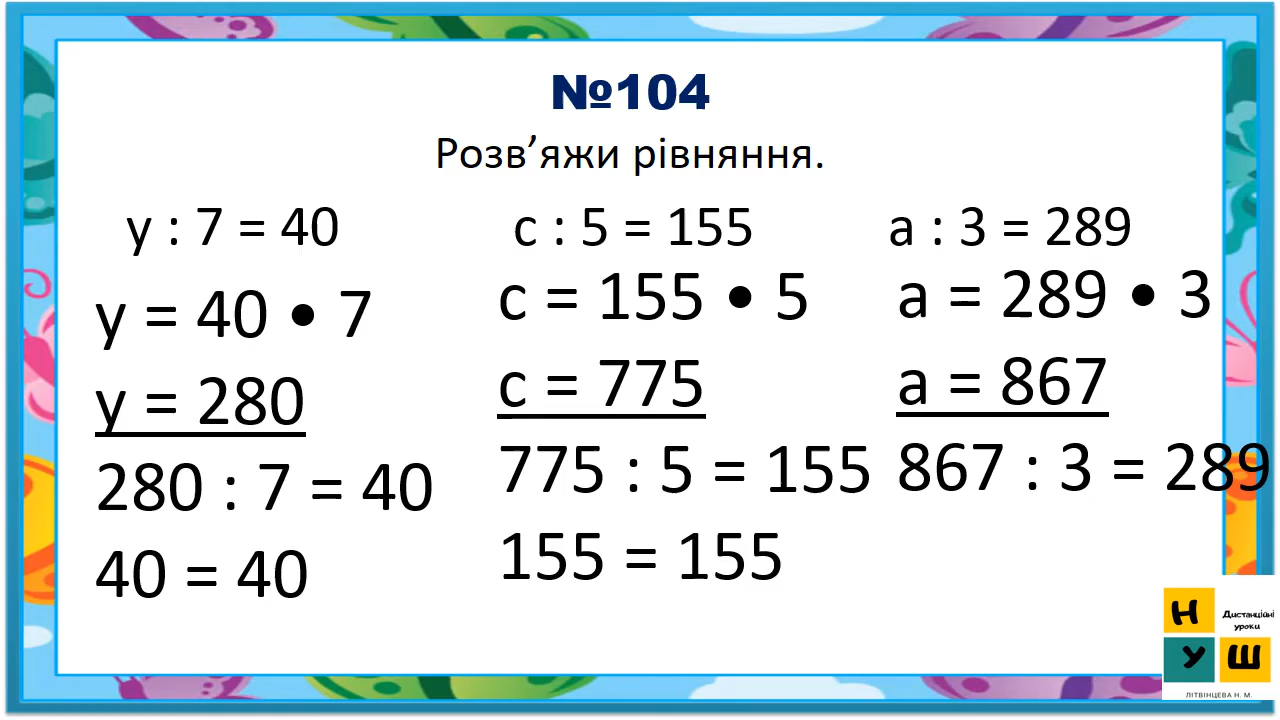 №104
Розв’яжи рівняння.
у : 7 = 40
у = 40 • 7
у = 280
280 : 7 = 40
40 = 40
с : 5 = 155
с = 155 • 5
с = 775
775 : 5 = 155
155 = 155
а : 3 = 289
а = 289 • 3
а = 867
867 : 3 = 289
Н
У Ш
Дистанційні
уроки
ЛІТВІНЦЕВА Н. М.